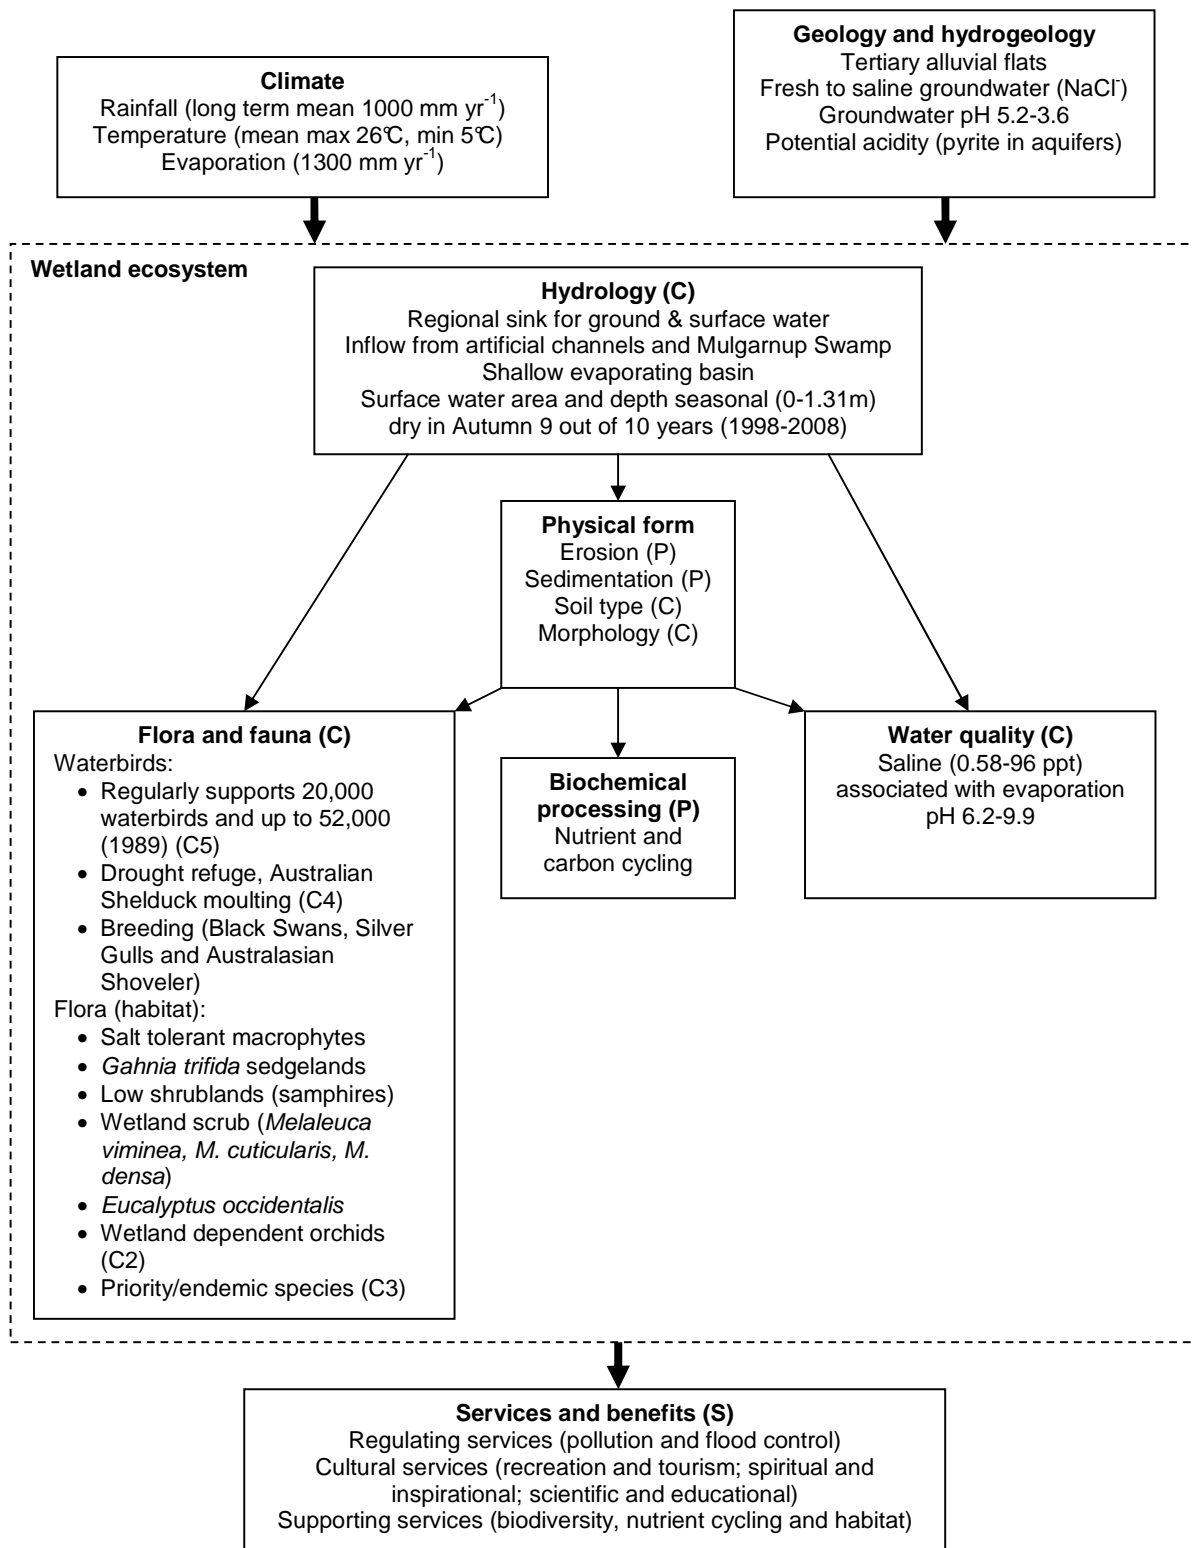 Climate
Rainfall (long term mean 1000 mm yr⁻¹)
Temperature (mean max 26°C, min 5°C)
Evaporation (1300 mm yr⁻¹)
Geology and hydrogeology
Tertiary alluvial flats
Fresh to saline groundwater (NaCl⁻)
Groundwater pH 5.2-3.6
Potential acidity (pyrite in aquifers)
Wetland ecosystem
Hydrology (C)
Regional sink for ground & surface water
Inflow from artificial channels and Mulgarnup Swamp
Shallow evaporating basin
Surface water area and depth seasonal (0-1.31m)
dry in Autumn 9 out of 10 years (1998-2008)
Physical form
Erosion (P)
Sedimentation (P)
Soil type (C)
Morphology (C)
Flora and fauna (C)
Waterbirds:
• Regularly supports 20,000
waterbirds and up to 52,000
(1989) (C5)
• Drought refuge, Australian
Shelduck moulting (C4)
• Breeding (Black Swans, Silver
Gulls and Australasian
Shoveler)
Flora (habitat):
• Salt tolerant macrophytes
• Gahnia trifida sedgelands
• Low shrublands (samphires)
• Wetland scrub (Melaleuca
viminea, M. cuticularis, M.
densa)
• Eucalyptus occidentalis
• Wetland dependent orchids
(C2)
• Priority/endemic species (C3)
Biochemical
processing (P)
Nutrient and
carbon cycling
Water quality (C)
Saline (0.58-96 ppt)
associated with evaporation
pH 6.2-9.9
Services and benefits (S)
Regulating services (pollution and flood control)
Cultural services (recreation and tourism; spiritual and
inspirational; scientific and educational)
Supporting services (biodiversity, nutrient cycling and habitat)